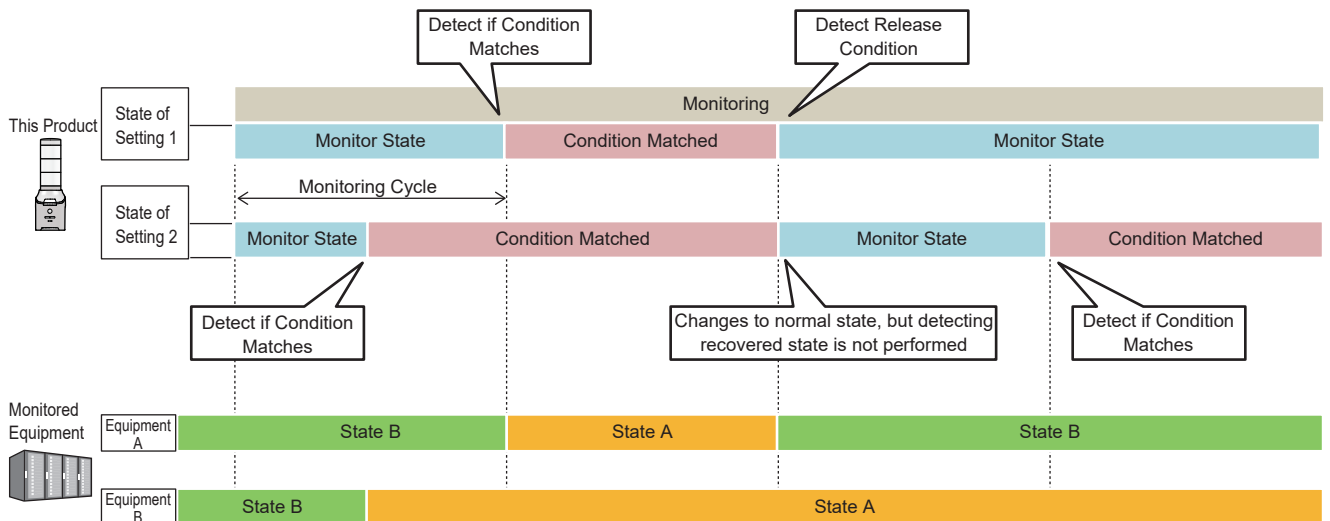 Detect if Condition
Matches
Detect Release
Condition
This Product
State of
Setting 1
Monitoring
Monitor State
Condition Matched
Monitor State
Monitoring Cycle
State of
Setting 2
Monitor State
Condition Matched
Monitor State
Condition Matched
Detect if Condition
Matches
Changes to normal state, but detecting
recovered state is not performed
Detect if Condition
Matches
Monitored
Equipment
Equipment
A
State B
State A
State B
Equipment
B
State B
State A